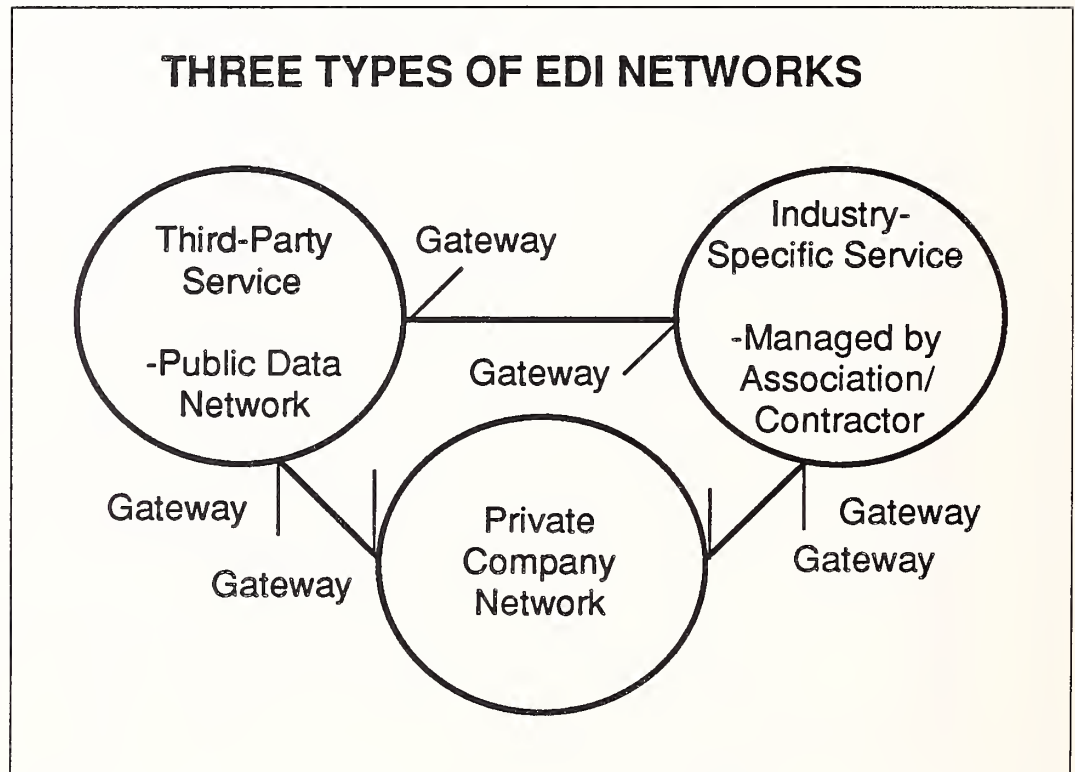 THREE TYPES OF EDI NETWORKS
Third-Party
Service
-Public Data
Network
Gateway
Gateway
Industry-
Specific Service
-Managed by
Association/
Contractor
Gateway
Gateway
Private
Company
Network
Gateway
Gateway